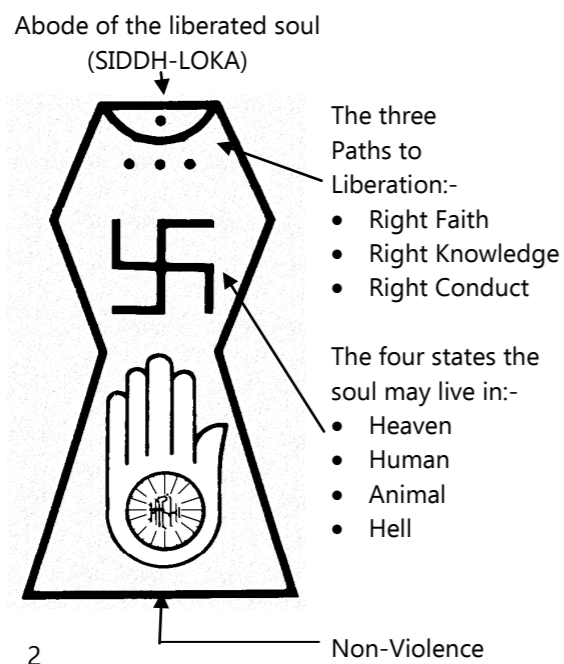 Abode of the liberated soul
(SIDDH-LOKA)
The three
Paths to
Liberation:-
• Right Faith
• Right Knowledge
• Right Conduct
The four states the
soul may live in:-
• Heaven
• Human
• Animal
• Hell
Non-Violence
2